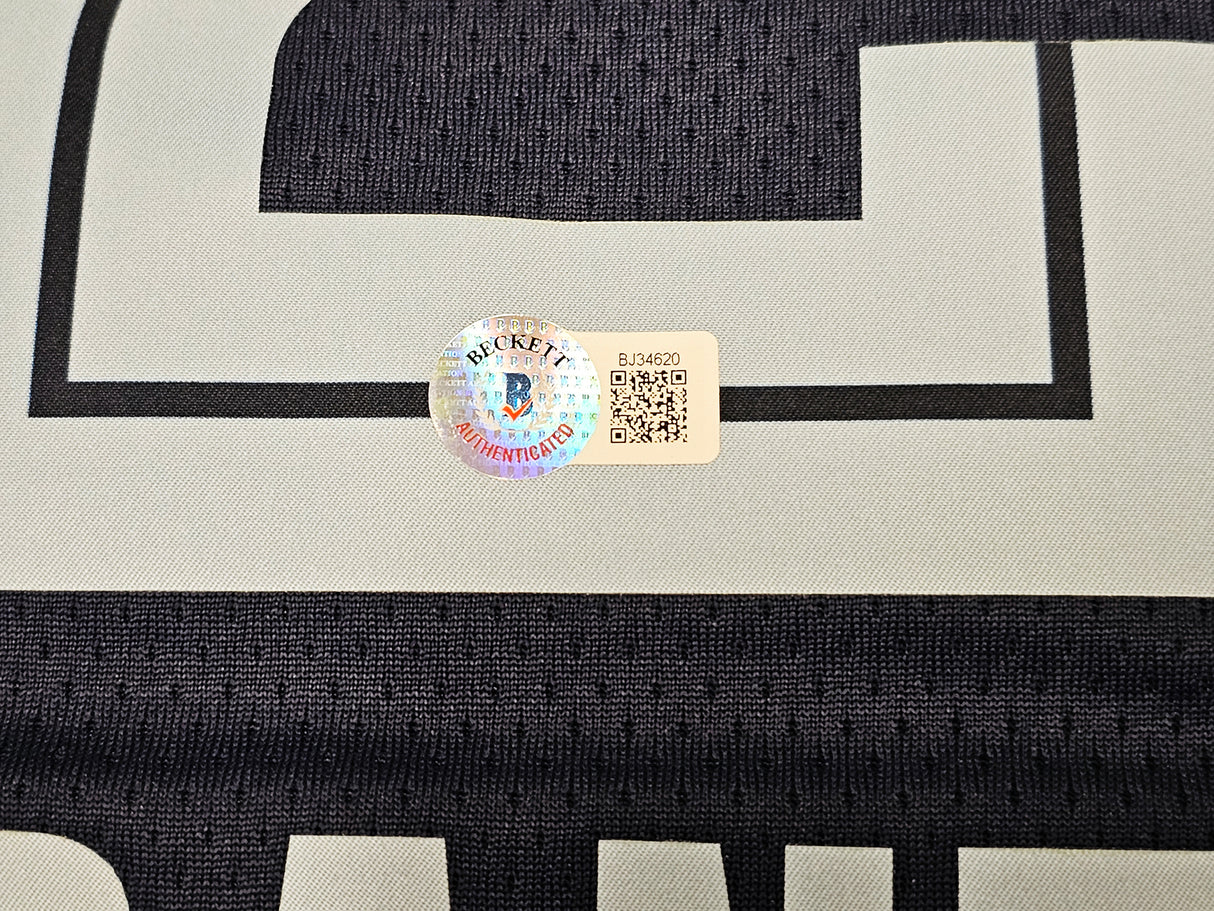 BECKETT
B
AUTHENTICATED
BJ34620